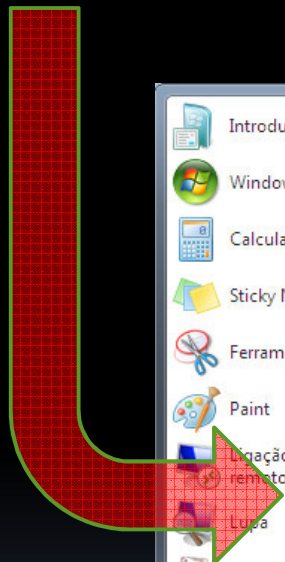 Introdu
Window
Calcula
Sticky N
Ferram
Paint
Ligação
remoto
Lupa